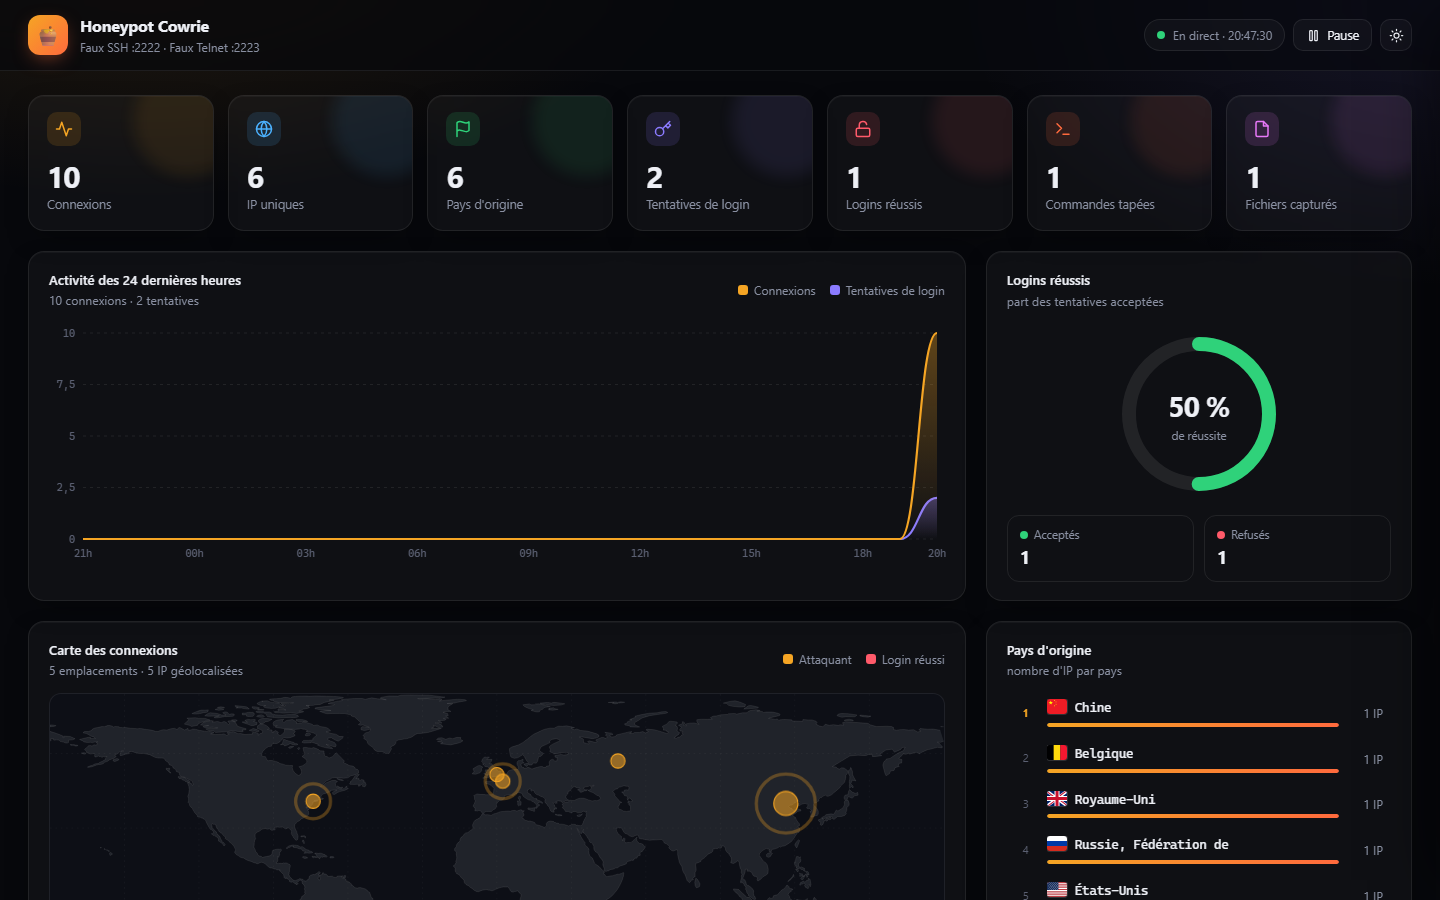 Honeypot Cowrie
Faux SSH :2222 · Faux Telnet :2223
En direct · 20:47:30
Pause
10
Connexions
6
IP uniques
6
Pays d'origine
2
Tentatives de login
1
Logins réussis
1
Commandes tapées
1
Fichiers capturés
Activité des 24 dernières heures
10 connexions · 2 tentatives
Connexions
Tentatives de login
10
7,5
5
2,5
0
21h
00h
03h
06h
09h
12h
15h
18h
20h
Logins réussis
part des tentatives acceptées
50 %
de réussite
Acceptés
1
Refusés
1
Carte des connexions
5 emplacements · 5 IP géolocalisées
Attaquant
Login réussi
Pays d'origine
nombre d'IP par pays
1 Chine 1 IP
2 Belgique 1 IP
3 Royaume-Uni 1 IP
4 Russie, Fédération de 1 IP
5 États-Unis 1 IP